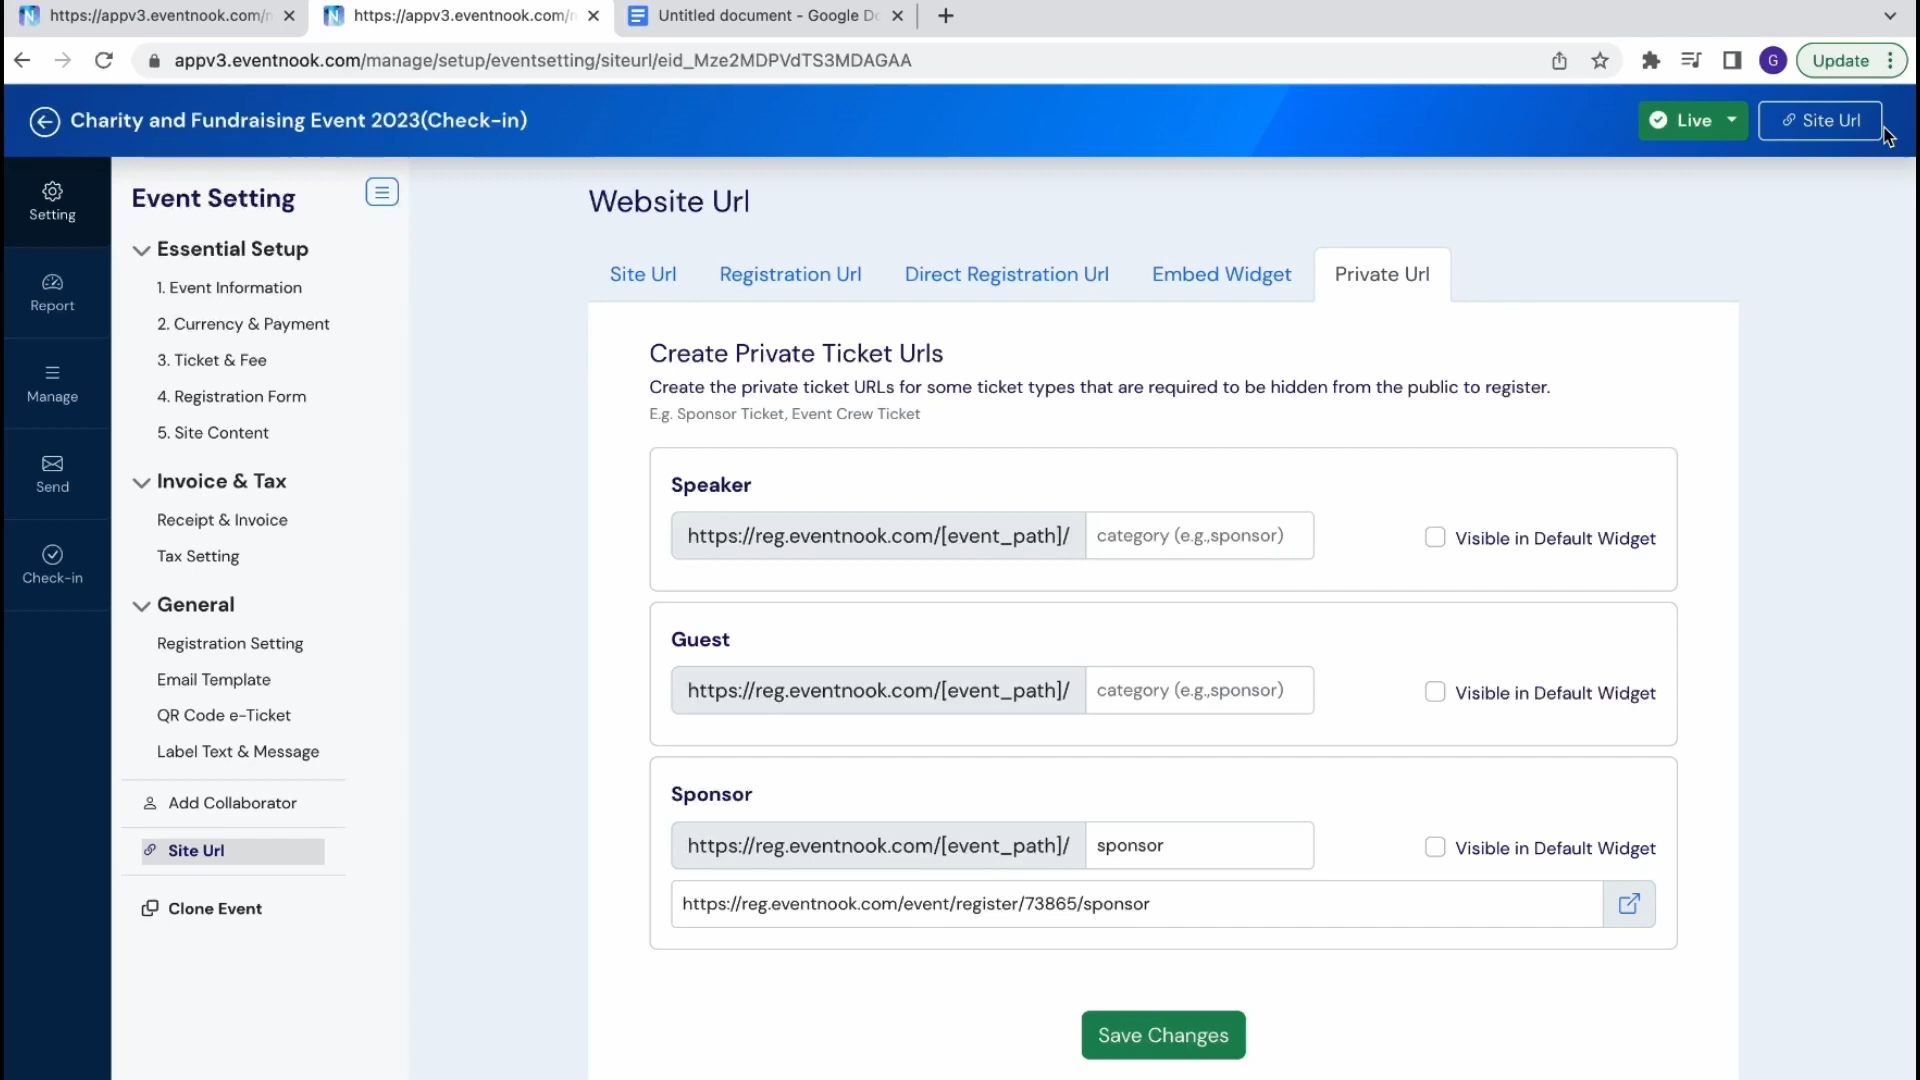 https://appv3.eventnook.com/
https://appv3.eventnook.com/
Untitled document - Google Do
appv3.eventnook.com/manage/setup/eventsetting/siteurl/eid_Mze2MDPVdTS3MDAGAA
G
Update
Charity and Fundraising Event 2023(Check-in)
Live
Site Url
Setting
Report
Manage
Send
Check-in
Event Setting
Essential Setup
1. Event Information
2. Currency & Payment
3. Ticket & Fee
4. Registration Form
5. Site Content
Invoice & Tax
Receipt & Invoice
Tax Setting
General
Registration Setting
Email Template
QR Code e-Ticket
Label Text & Message
Add Collaborator
Site Url
Clone Event
Website Url
Site Url
Registration Url
Direct Registration Url
Embed Widget
Private Url
Create Private Ticket Urls
Create the private ticket URLs for some ticket types that are required to be hidden from the public to register.
E.g. Sponsor Ticket, Event Crew Ticket
Speaker
https://reg.eventnook.com/[event_path]/
category (e.g.,sponsor)
Visible in Default Widget
Guest
https://reg.eventnook.com/[event_path]/
category (e.g.,sponsor)
Visible in Default Widget
Sponsor
https://reg.eventnook.com/[event_path]/
sponsor
Visible in Default Widget
https://reg.eventnook.com/event/register/73865/sponsor
Save Changes